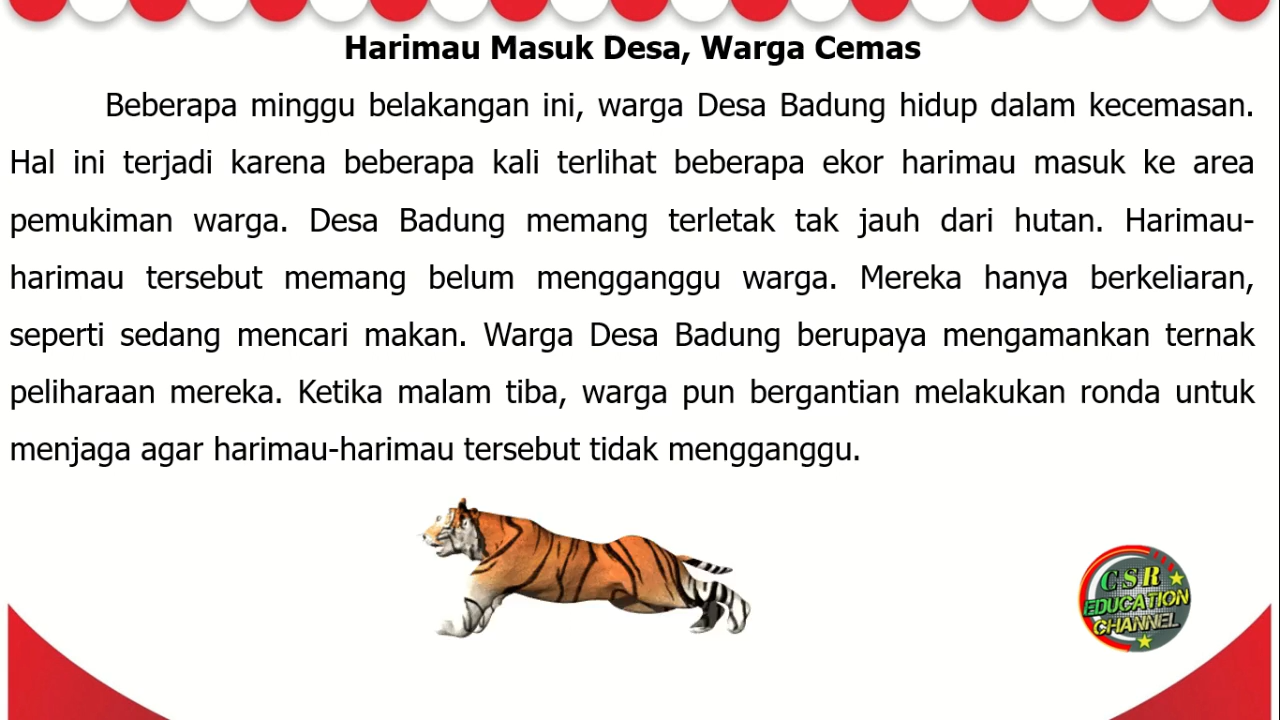 Harimau Masuk Desa, Warga Cemas
Beberapa minggu belakangan ini, warga Desa Badung hidup dalam kecemasan.
Hal ini terjadi karena beberapa kali terlihat beberapa ekor harimau masuk ke area
pemukiman warga. Desa Badung memang terletak tak jauh dari hutan. Harimau-
harimau tersebut memang belum mengganggu warga. Mereka hanya berkeliaran,
seperti sedang mencari makan. Warga Desa Badung berupaya mengamankan ternak
peliharaan mereka. Ketika malam tiba, warga pun bergantian melakukan ronda untuk
menjaga agar harimau-harimau tersebut tidak mengganggu.
CSR
EDUCATION
CHANNEL